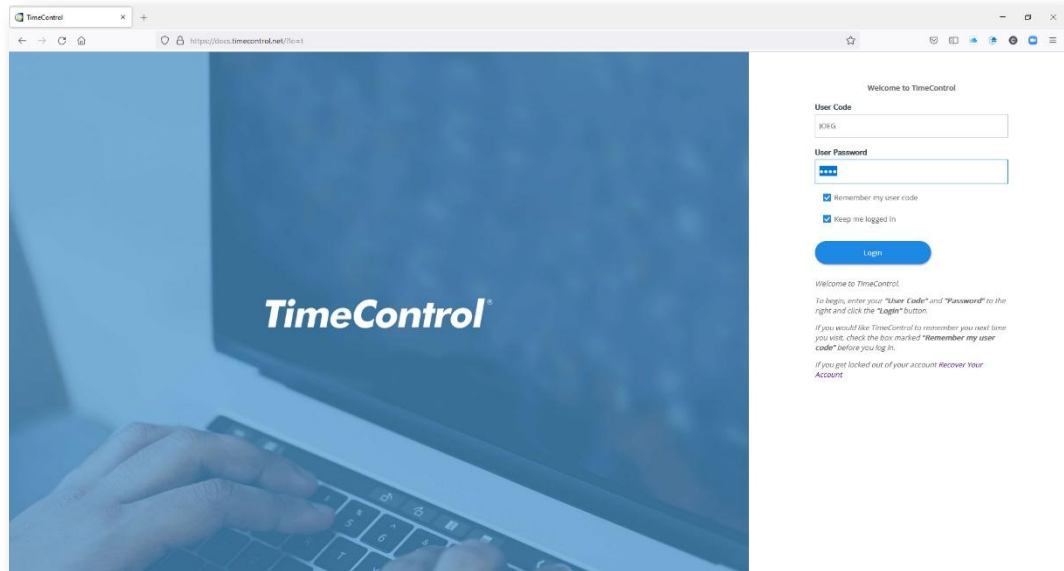 TimeControl
https://docs.timecontrol.net/?lo=t
Welcome to TimeControl
User Code
JOEG
User Password
••••
Remember my user code
Keep me logged in
Login
TimeControl®
Welcome to TimeControl.
To begin, enter your "User Code" and "Password" to the
right and click the "Login" button.
If you would like TimeControl to remember you next time
you visit, check the box marked "Remember my user
code" before you log in.
If you get locked out of your account Recover Your
Account